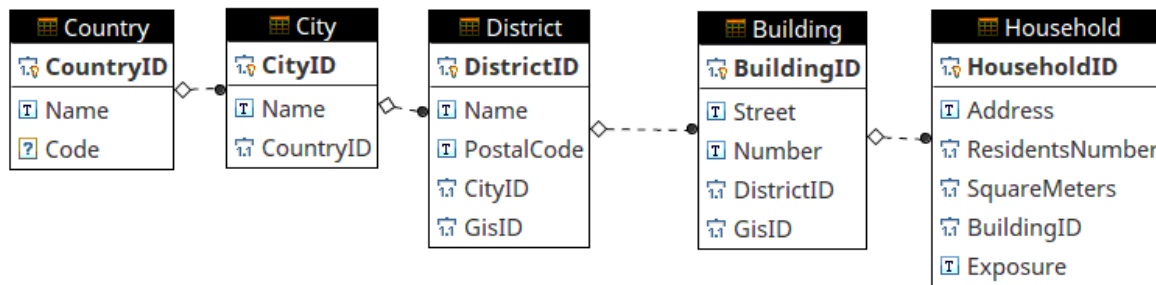 Country
CountryID
Name
Code
City
CityID
Name
CountryID
District
DistrictID
Name
PostalCode
CityID
GisID
Building
BuildingID
Street
Number
DistrictID
GisID
Household
HouseholdID
Address
ResidentsNumber
SquareMeters
BuildingID
Exposure